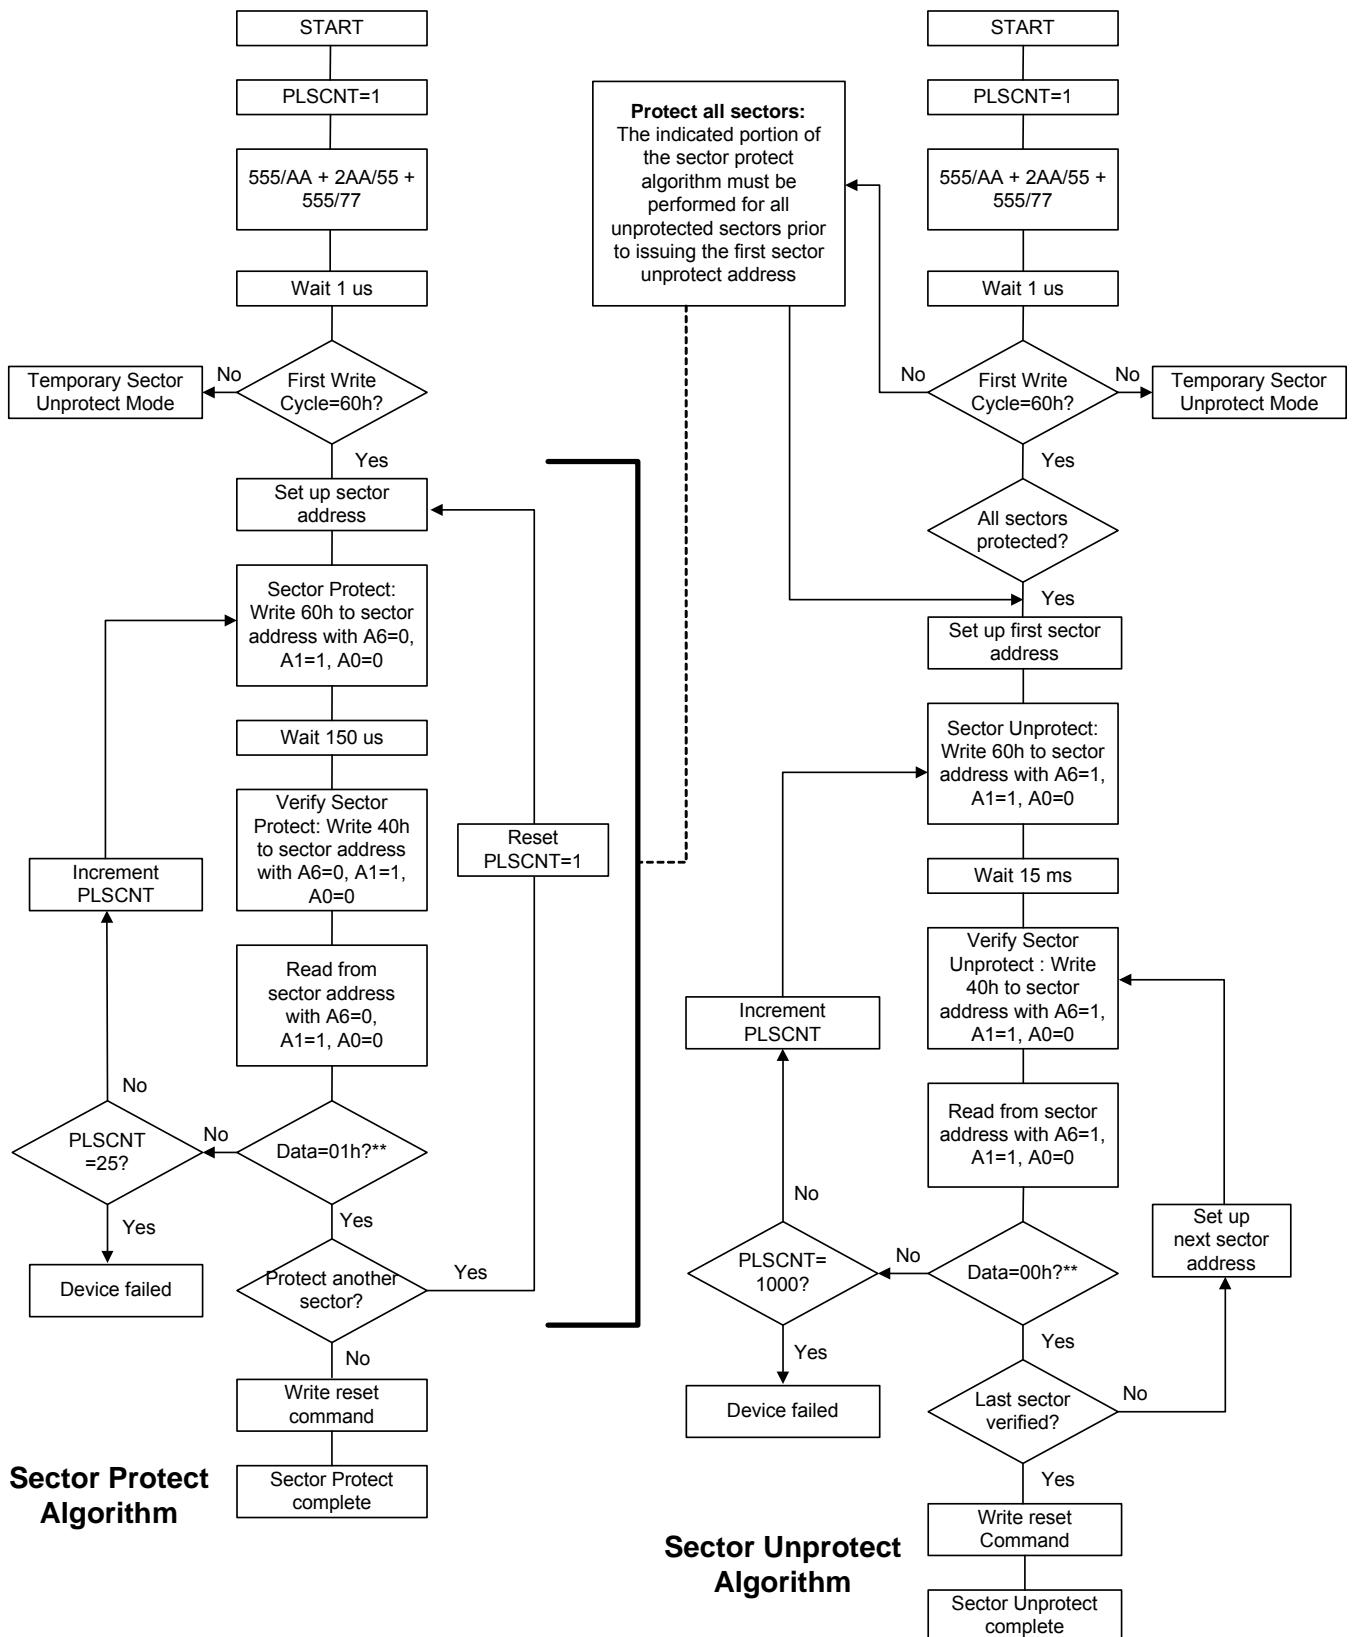 START
PLSCNT=1
555/AA + 2AA/55 +
555/77
Wait 1 us
First Write
Cycle=60h?
No
Temporary Sector
Unprotect Mode
Yes
Set up sector
address
Sector Protect:
Write 60h to sector
address with A6=0,
A1=1, A0=0
Wait 150 us
Verify Sector
Protect: Write 40h
to sector address
with A6=0, A1=1,
A0=0
Reset
PLSCNT=1
Increment
PLSCNT
Read from
sector address
with A6=0,
A1=1, A0=0
No
PLSCNT
=25?
No
Data=01h?**
Yes
Yes
Device failed
Protect another
sector?
Yes
No
Write reset
command
Sector Protect
complete
Sector Protect
Algorithm
Protect all sectors:
The indicated portion of
the sector protect
algorithm must be
performed for all
unprotected sectors prior
to issuing the first sector
unprotect address
START
PLSCNT=1
555/AA + 2AA/55 +
555/77
Wait 1 us
No
First Write
Cycle=60h?
No
Temporary Sector
Unprotect Mode
Yes
All sectors
protected?
Yes
Set up first sector
address
Sector Unprotect:
Write 60h to sector
address with A6=1,
A1=1, A0=0
Wait 15 ms
Verify Sector
Unprotect : Write
40h to sector
address with A6=1,
A1=1, A0=0
Increment
PLSCNT
Read from sector
address with A6=1,
A1=1, A0=0
No
PLSCNT=
1000?
No
Data=00h?**
Set up
next sector
address
Yes
Yes
Device failed
Last sector
verified?
No
Yes
Write reset
Command
Sector Unprotect
complete
Sector Unprotect
Algorithm